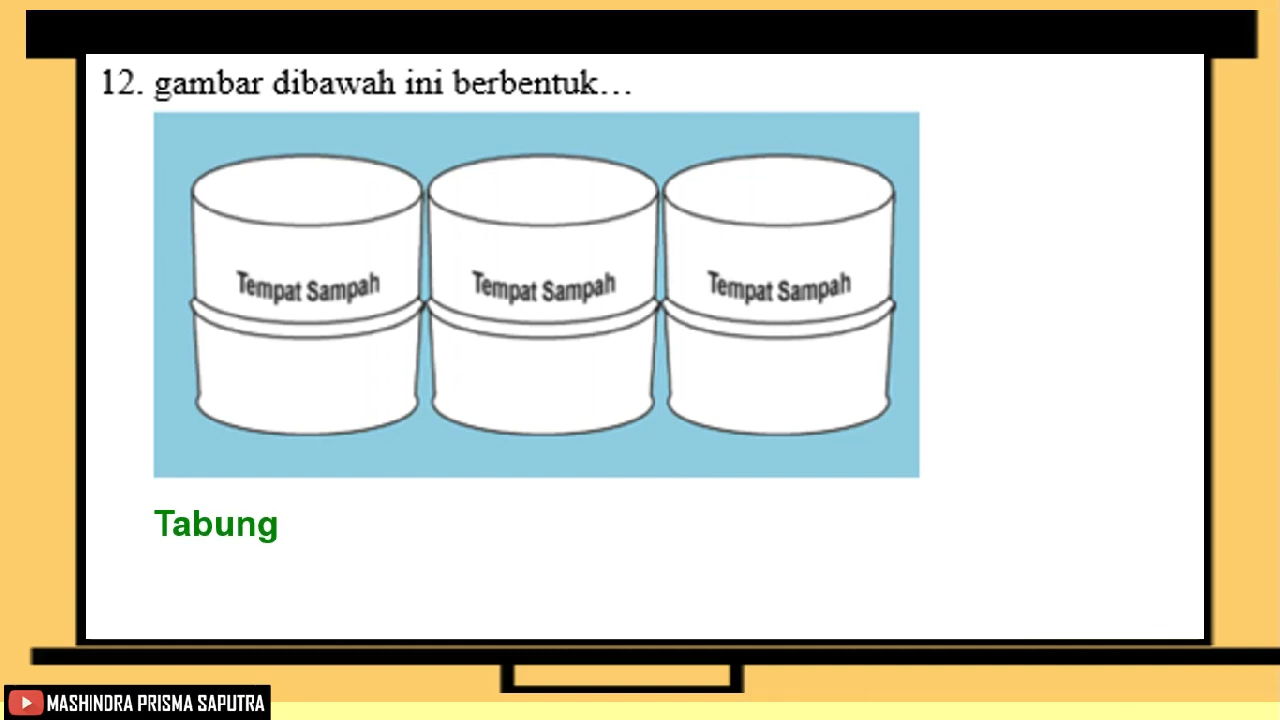 12. gambar dibawah ini berbentuk…
Tempat Sampah
Tempat Sampah
Tempat Sampah
Tabung
MASHINDRA PRISMA SAPUTRA